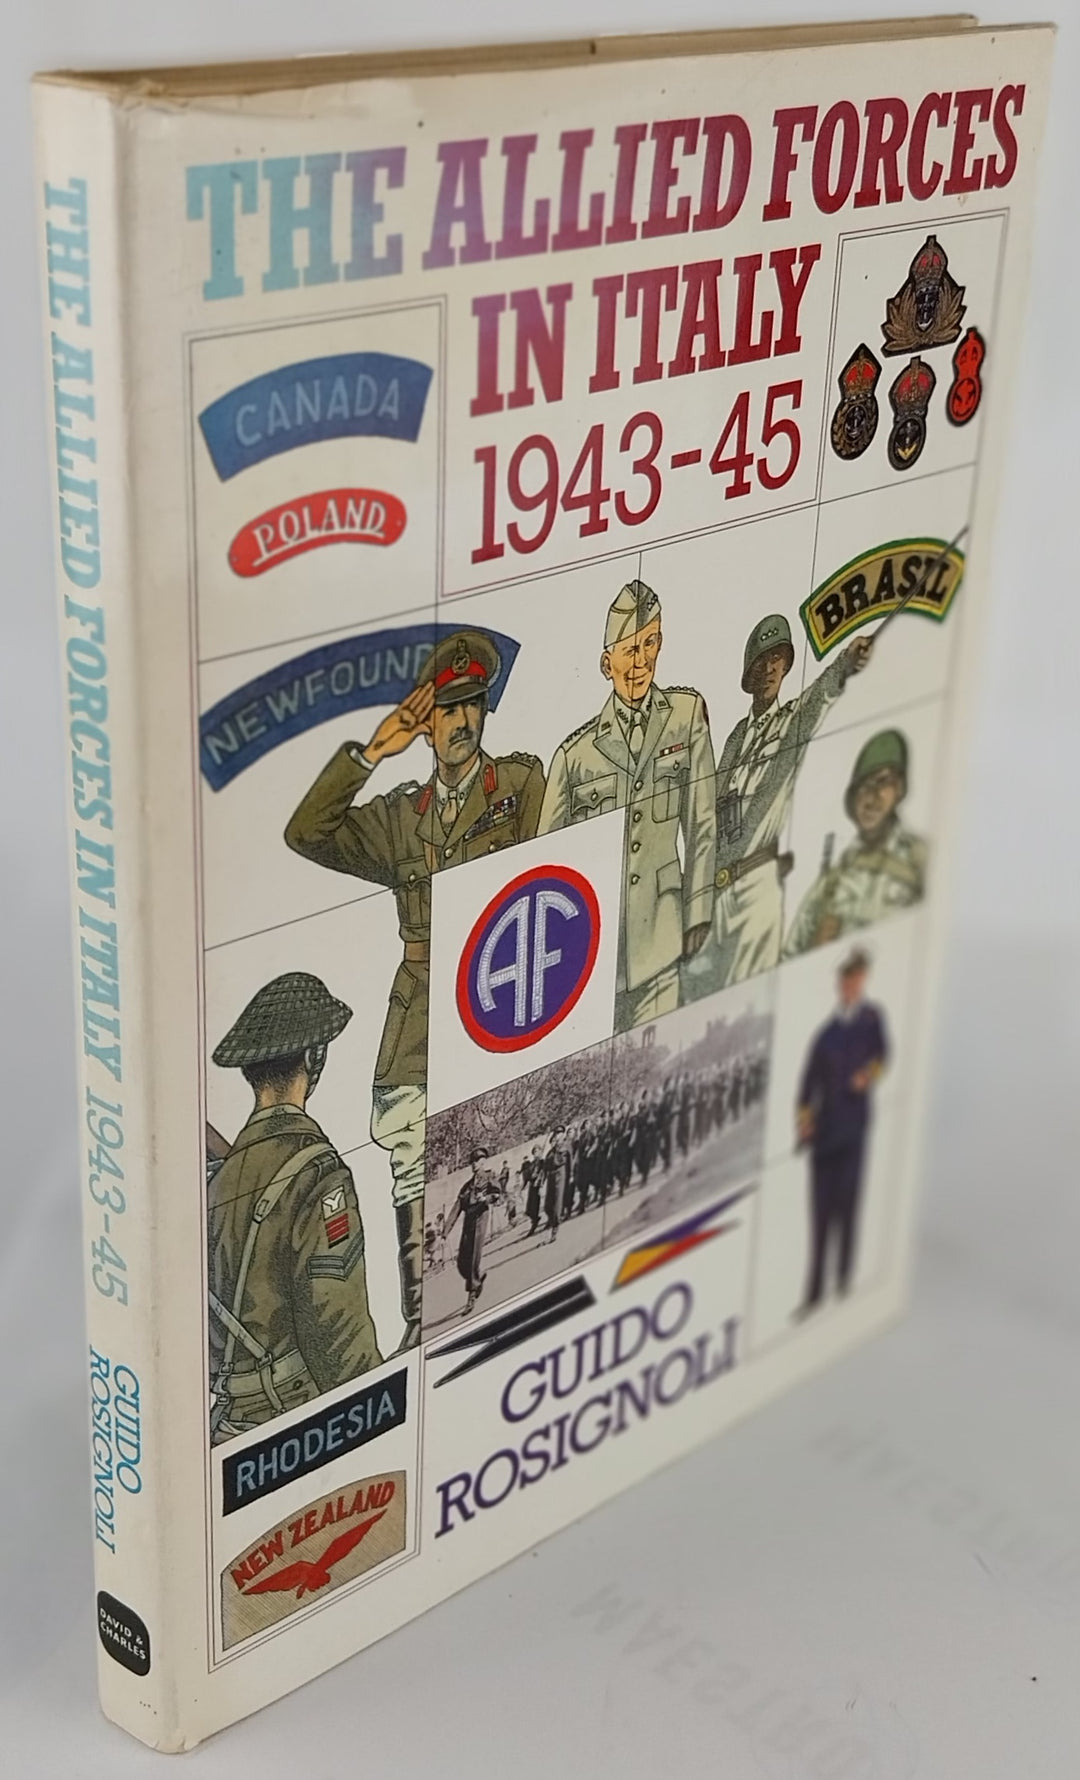 THE ALLIED FORCES
IN ITALY
1943-45
CANADA
POLAND
BRASIL
NEWFOUND
AF
RHODESIA
NEW ZEALAND
GUIDO
ROSIGNOLI
THE ALLIED FORCES IN ITALY 1943-45
GUIDO
ROSIGNOLI
DAVID &
CHARLES